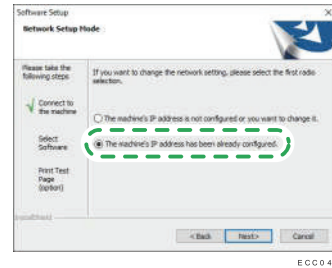 Software Setup
Network Setup Mode
Please take the
following steps
If you want to change the network setting, please select the first radio
selection.
Connect to
the machine
The machine's IP address is not configured or you want to change it.
Select
Software
The machine's IP address has been already configured.
Print Test
Page
(option)
InstallShield
< Back
Next>
Cancel
ECC04